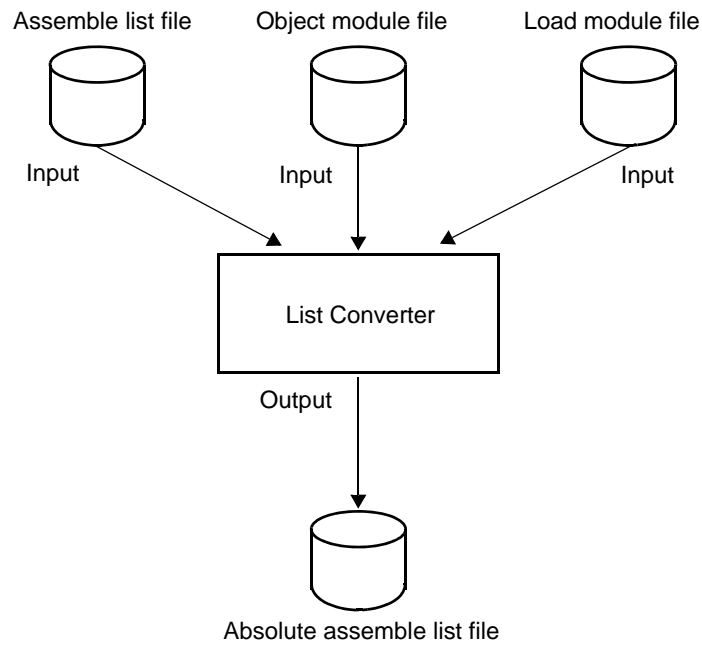 Assemble list file
Object module file
Load module file
Input
Input
Input
List Converter
Output
Absolute assemble list file